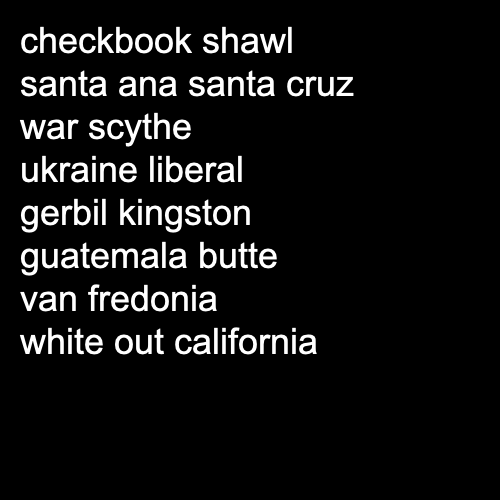 checkbook shawl
santa ana santa cruz
war scythe
ukraine liberal
gerbil kingston
guatemala butte
van fredonia
white out california